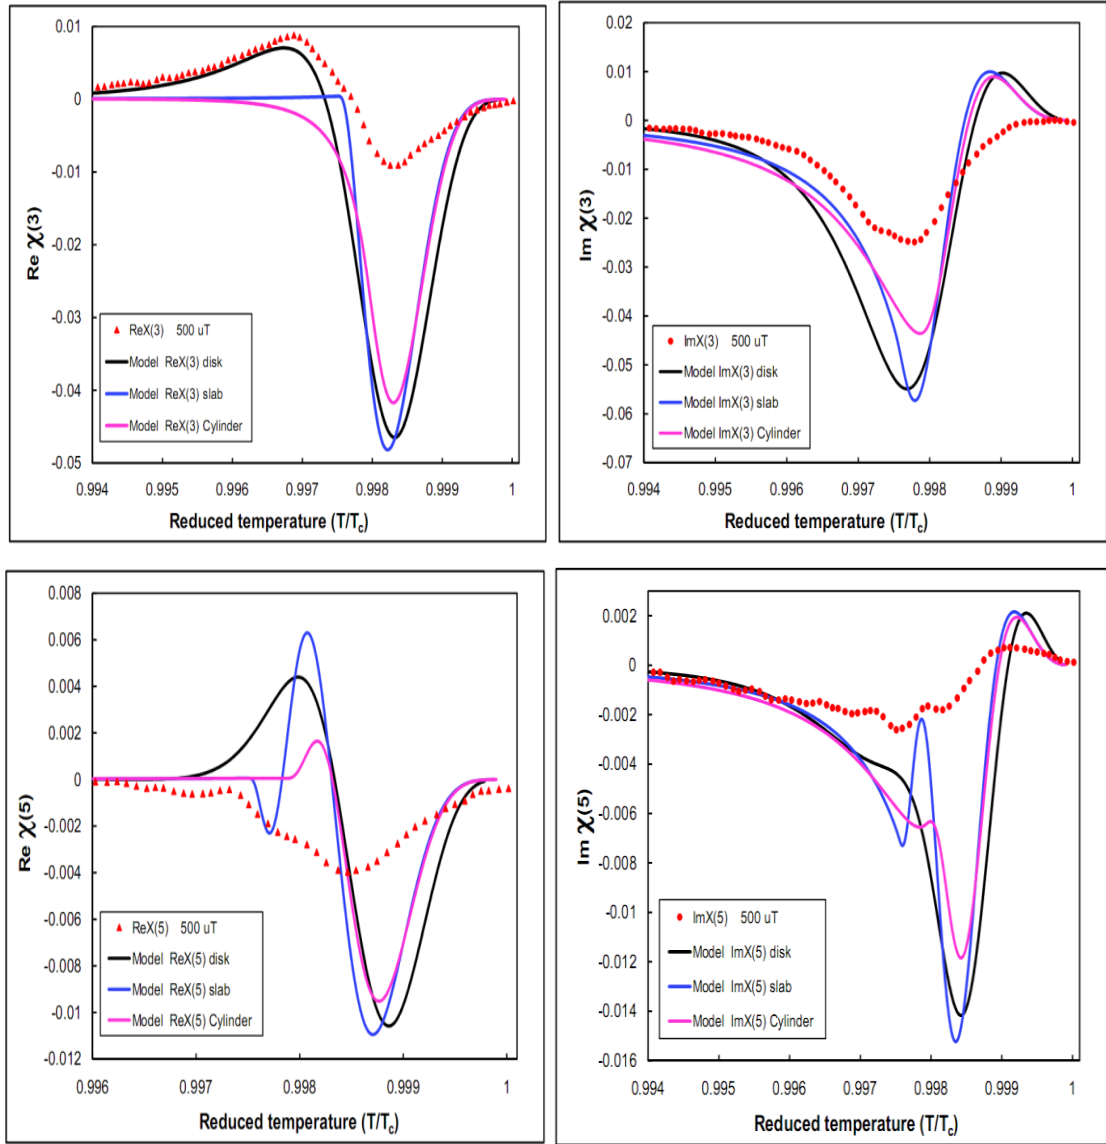 0.01
0
-0.01
-0.02
-0.03
-0.04
-0.05
Re χ(3)
ReX(3) 500 uT
Model ReX(3) disk
Model ReX(3) slab
Model ReX(3) Cylinder
0.994 0.995 0.996 0.997 0.998 0.999 1
Reduced temperature (T/Tc)
0.02
0.01
0
-0.01
-0.02
-0.03
-0.04
-0.05
-0.06
-0.07
Im χ(3)
ImX(3) 500 uT
Model ImX(3) disk
Model ImX(3) slab
Model ImX(3) Cylinder
0.994 0.995 0.996 0.997 0.998 0.999 1
Reduced temperature (T/Tc)
0.008
0.006
0.004
0.002
0
-0.002
-0.004
-0.006
-0.008
-0.01
-0.012
Re χ(5)
ReX(5) 500 uT
Model ReX(5) disk
Model ReX(5) slab
Model ReX(5) Cylinder
0.996 0.997 0.998 0.999 1
Reduced temperature (T/Tc)
0.002
0
-0.002
-0.004
-0.006
-0.008
-0.01
-0.012
-0.014
-0.016
Im χ(5)
ImX(5) 500 uT
Model ImX(5) disk
Model ImX(5) slab
Model ImX(5) Cylinder
0.994 0.995 0.996 0.997 0.998 0.999 1
Reduced temperature (T/Tc)